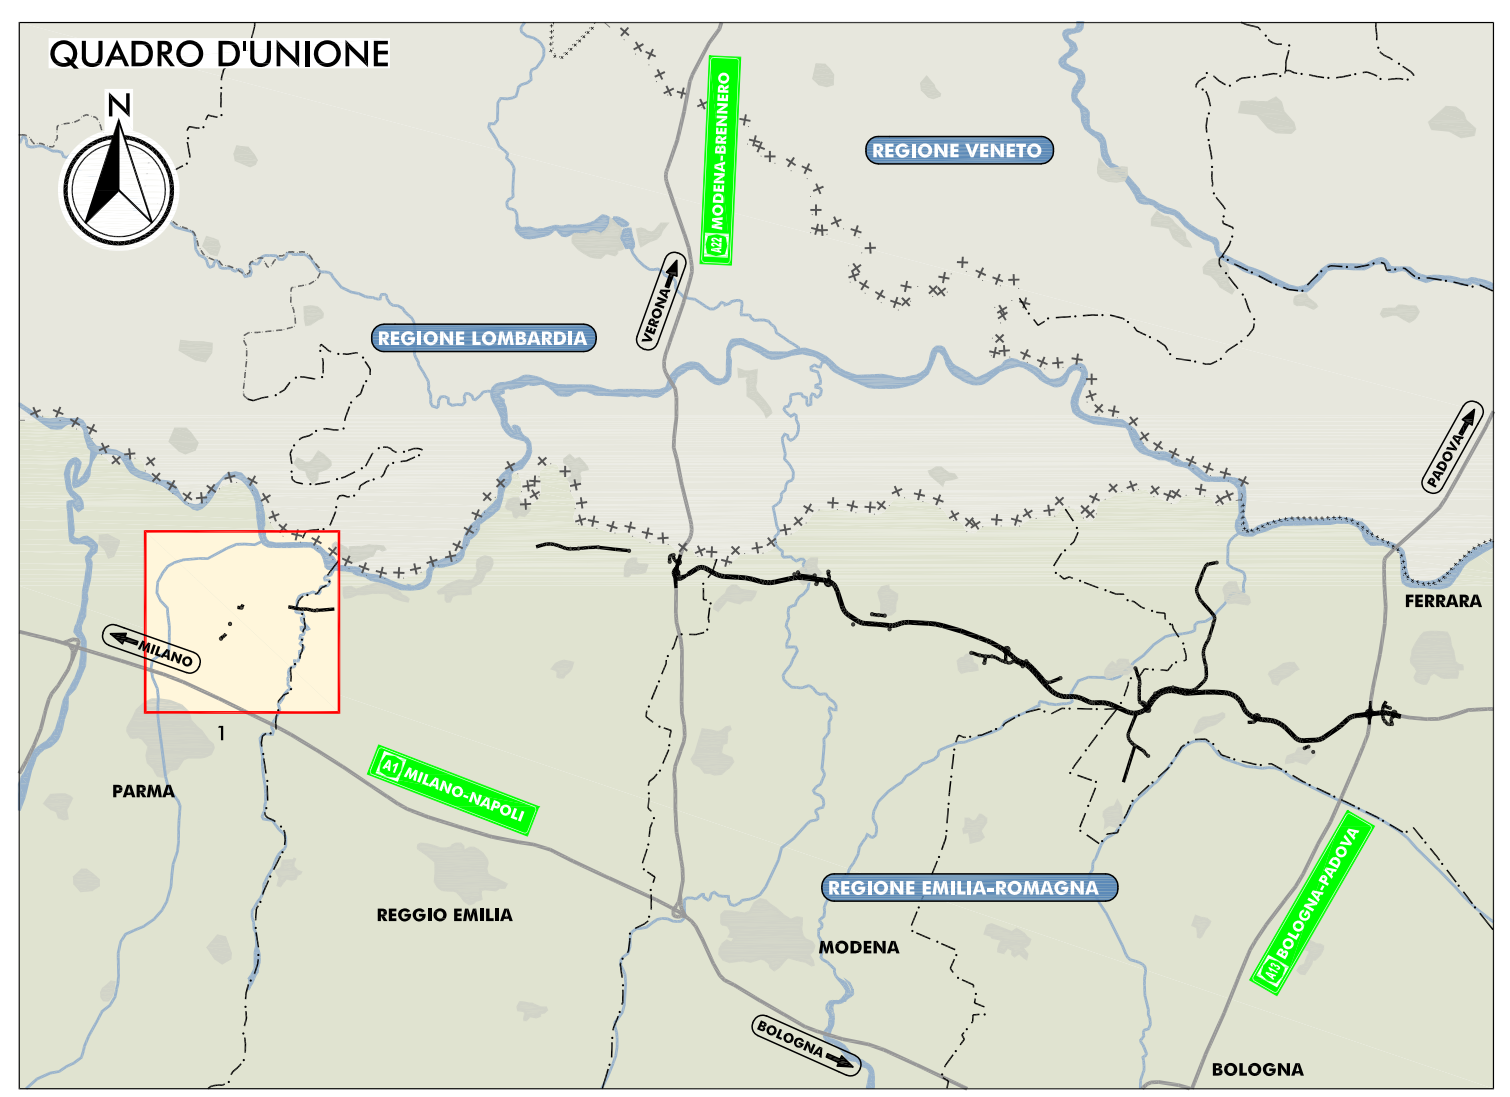 QUADRO D'UNIONE
N
A22 MODENA-BRENNERO
REGIONE VENETO
VERONA
REGIONE LOMBARDIA
PADOVA
FERRARA
MILANO
1
PARMA
A1 MILANO-NAPOLI
REGGIO EMILIA
REGIONE EMILIA-ROMAGNA
A13 BOLOGNA-PADOVA
MODENA
BOLOGNA
BOLOGNA